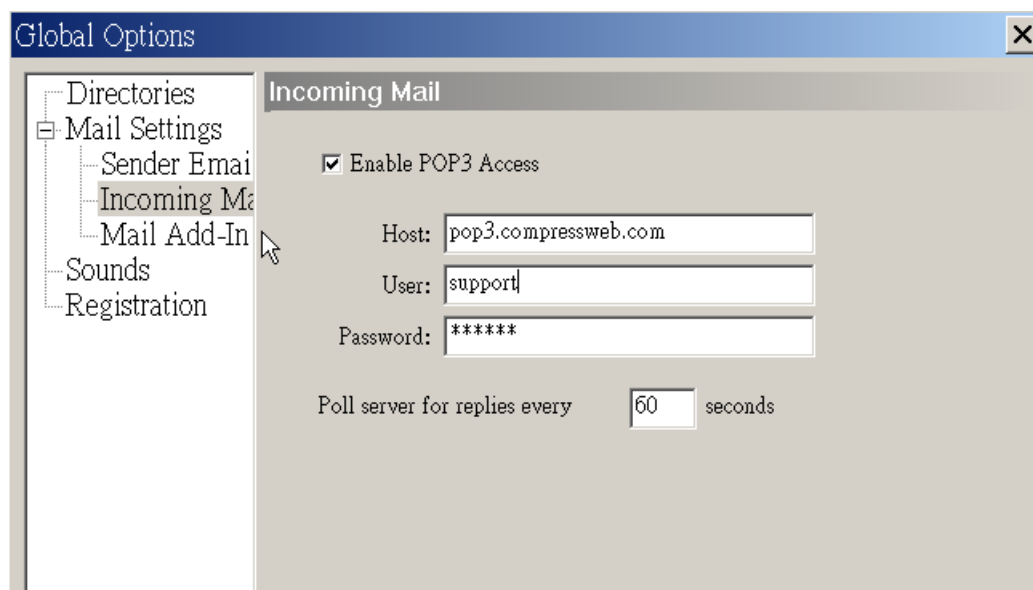 Global Options
Directories
Mail Settings
Sender Emai
Incoming Ma
Mail Add-In
Sounds
Registration
Incoming Mail
Enable POP3 Access
Host: pop3.compressweb.com
User: support
Password: ******
Poll server for replies every 60 seconds